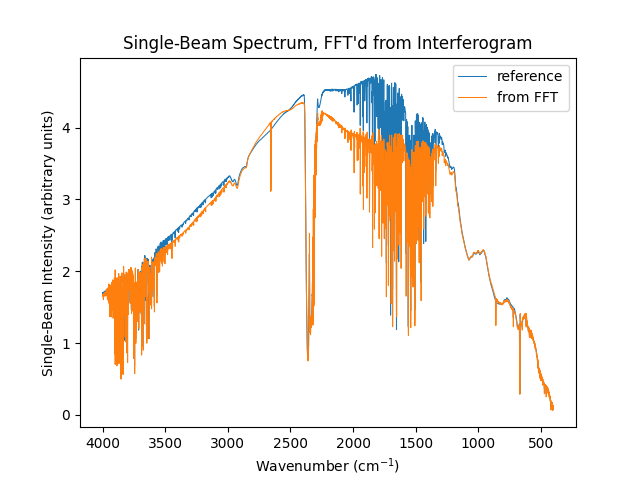 Single-Beam Spectrum, FFT'd from Interferogram
reference
from FFT
Single-Beam Intensity (arbitrary units)
4
3
2
1
0
4000 3500 3000 2500 2000 1500 1000 500
Wavenumber (cm⁻¹)